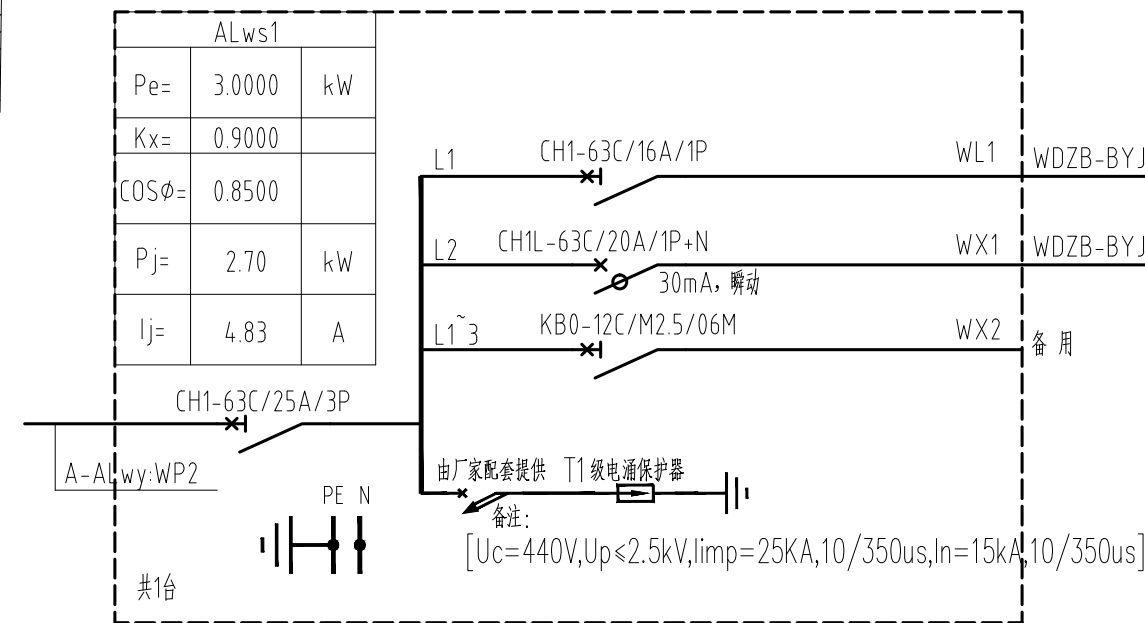 ALws1
Pe= 3.0000 kW
Kx= 0.9000
COSφ= 0.8500
Pj= 2.70 kW
Ij= 4.83 A
L1 CH1-63C/16A/1P WL1 WDZB-BYJ
L2 CH1L-63C/20A/1P+N WX1 WDZB-BYJ
30mA，瞬动
L1~3 KB0-12C/M2.5/06M WX2 备用
CH1-63C/25A/3P
A-ALwy:WP2
由厂家配套提供 T1级电涌保护器
PE N
备注：
[Uc=440V,Up≤2.5kV,Iimp=25KA,10/350us,In=15kA,10/350us]
共1台